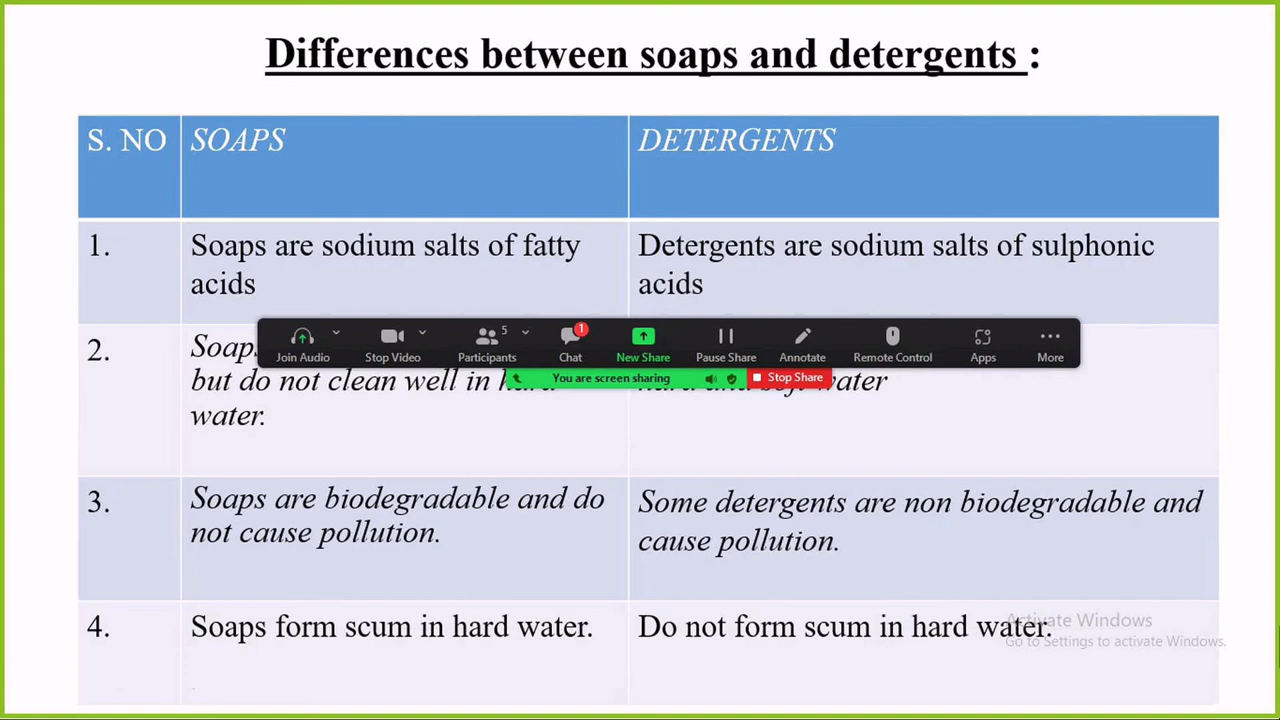 Differences between soaps and detergents :
S. NO
SOAPS
DETERGENTS
1.
Soaps are sodium salts of fatty
acids
Detergents are sodium salts of sulphonic
acids
2.
but do not clean well in
water.
water
Join Audio
Stop Video
5
Participants
1
Chat
New Share
Pause Share
Annotate
Remote Control
Apps
More
You are screen sharing
Stop Share
3.
Soaps are biodegradable and do
not cause pollution.
Some detergents are non biodegradable and
cause pollution.
4.
Soaps form scum in hard water.
Do not form scum in hard water.
Activate Windows
Go to Settings to activate Windows.